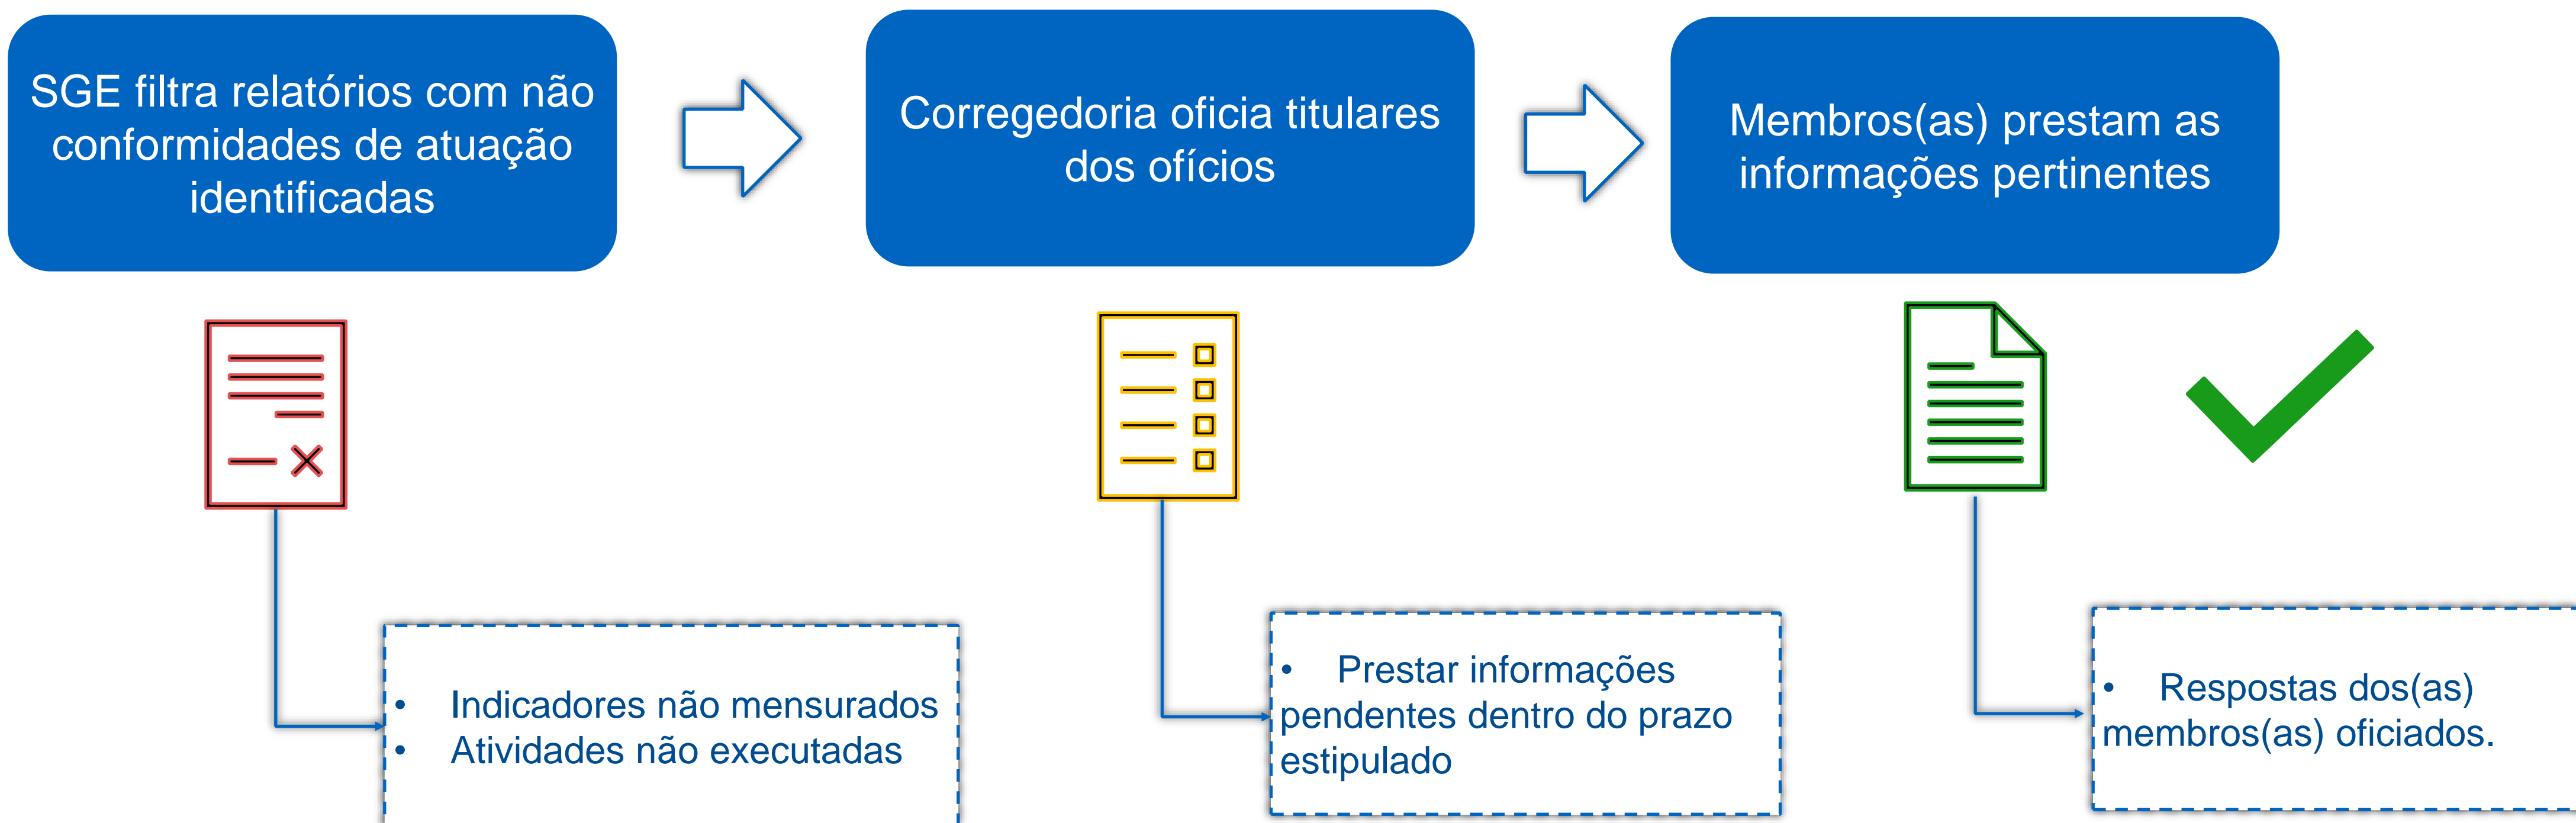 SGE filtra relatórios com não
conformidades de atuação
identificadas
Corregedoria oficia titulares
dos ofícios
Membros(as) prestam as
informações pertinentes
• Indicadores não mensurados
• Atividades não executadas
• Prestar informações
pendentes dentro do prazo
estipulado
• Respostas dos(as)
membros(as) oficiados.